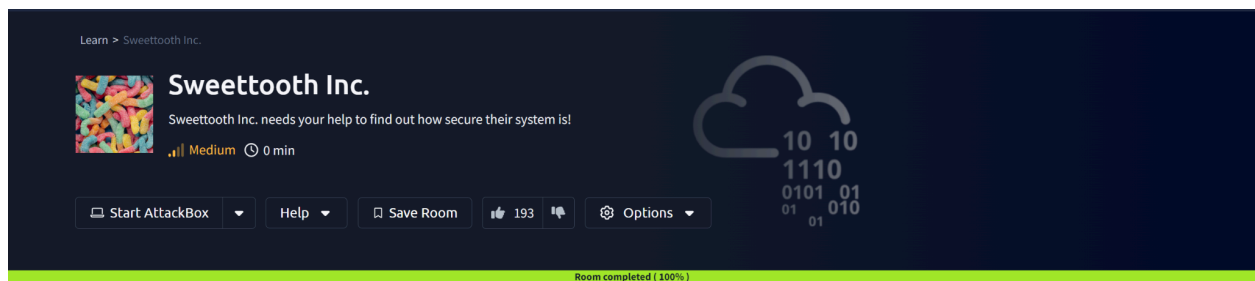 Learn > Sweettooth Inc.
Sweettooth Inc.
Sweettooth Inc. needs your help to find out how secure their system is!
Medium 0 min
Start AttackBox Help Save Room 193 Options
10 10
1110
0101 01
01 010
01
Room completed ( 100% )